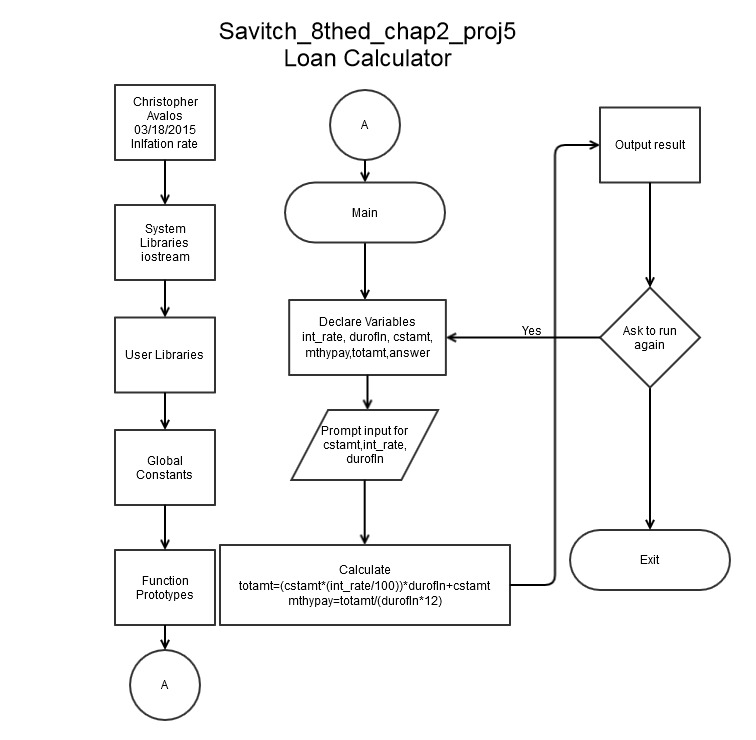 Savitch_8thed_chap2_proj5
Loan Calculator
Christopher
Avalos
03/18/2015
Inlfation rate
System
Libraries
iostream
User Libraries
Global
Constants
Function
Prototypes
A
A
Main
Declare Variables
int_rate, durofln, cstamt,
mthypay,totamt,answer
Prompt input for
cstamt,int_rate,
durofln
Calculate
totamt=(cstamt*(int_rate/100))*durofln+cstamt
mthypay=totamt/(durofln*12)
Output result
Ask to run
again
Yes
Exit